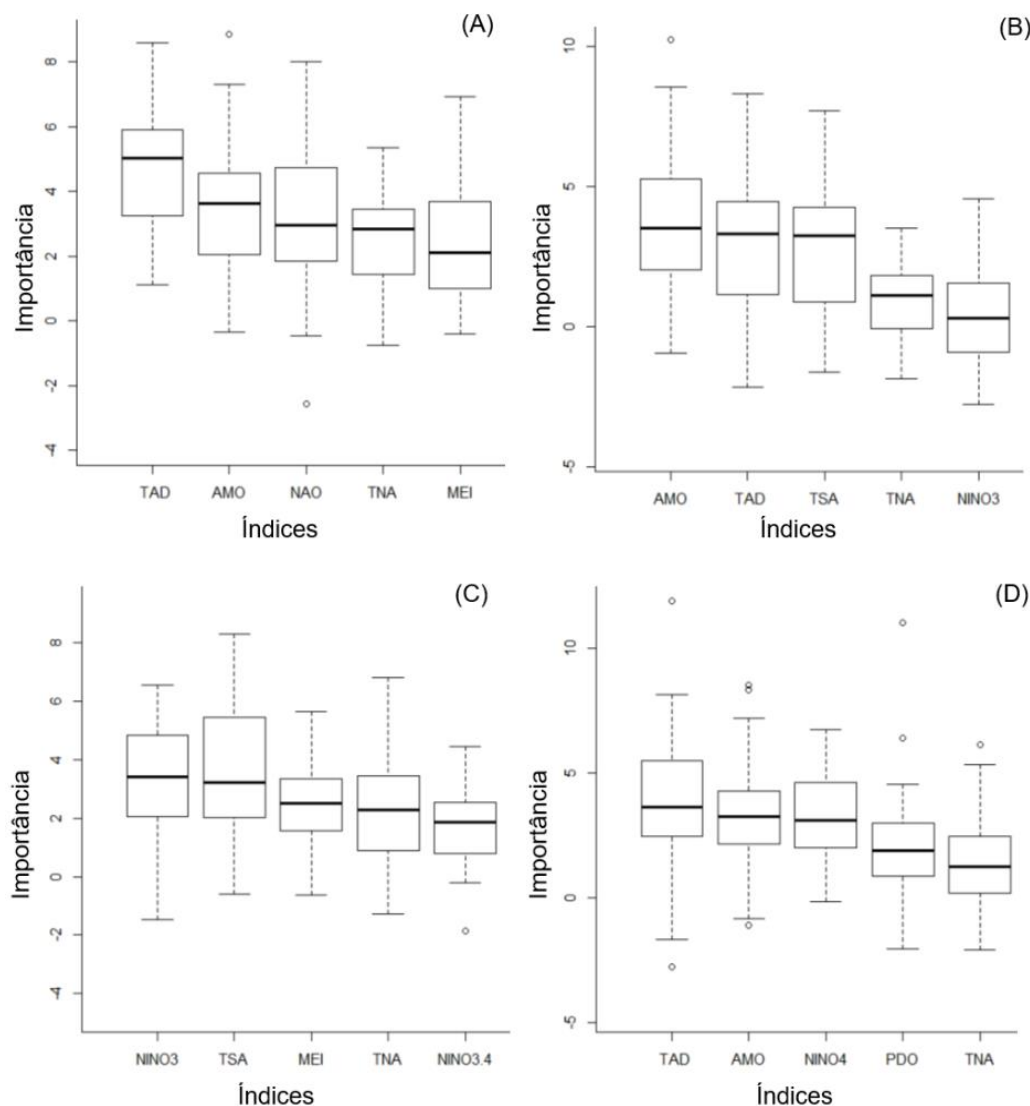 (A)
Importância
8
6
4
2
0
-2
-4
TAD AMO NAO TNA MEI
Índices
(B)
Importância
10
5
0
-5
AMO TAD TSA TNA NINO3
Índices
(C)
Importância
8
6
4
2
0
-2
-4
NINO3 TSA MEI TNA NINO3.4
Índices
(D)
Importância
10
5
0
-5
TAD AMO NINO4 PDO TNA
Índices